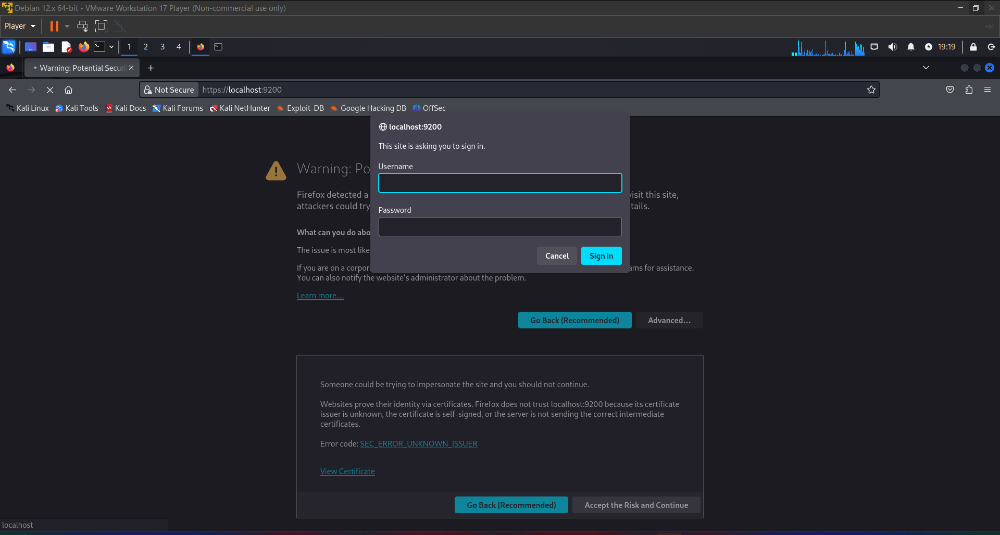 Debian 12.x 64-bit - VMware Workstation 17 Player (Non-commercial use only)
Player
1 2 3 4
19:19
Warning: Potential Securi
Not Secure https://localhost:9200
Kali Linux Kali Tools Kali Docs Kali Forums Kali NetHunter Exploit-DB Google Hacking DB OffSec
localhost:9200
This site is asking you to sign in.
Username
Password
Cancel Sign in
Warning: Po
Firefox detected a
visit this site,
attackers could try
tails.
What can you do abo
The issue is most like
If you are on a corpora
ams for assistance.
You can also notify the website’s administrator about the problem.
Learn more…
Go Back (Recommended) Advanced…
Someone could be trying to impersonate the site and you should not continue.
Websites prove their identity via certificates. Firefox does not trust localhost:9200 because its certificate
issuer is unknown, the certificate is self-signed, or the server is not sending the correct intermediate
certificates.
Error code: SEC_ERROR_UNKNOWN_ISSUER
View Certificate
Go Back (Recommended) Accept the Risk and Continue
localhost